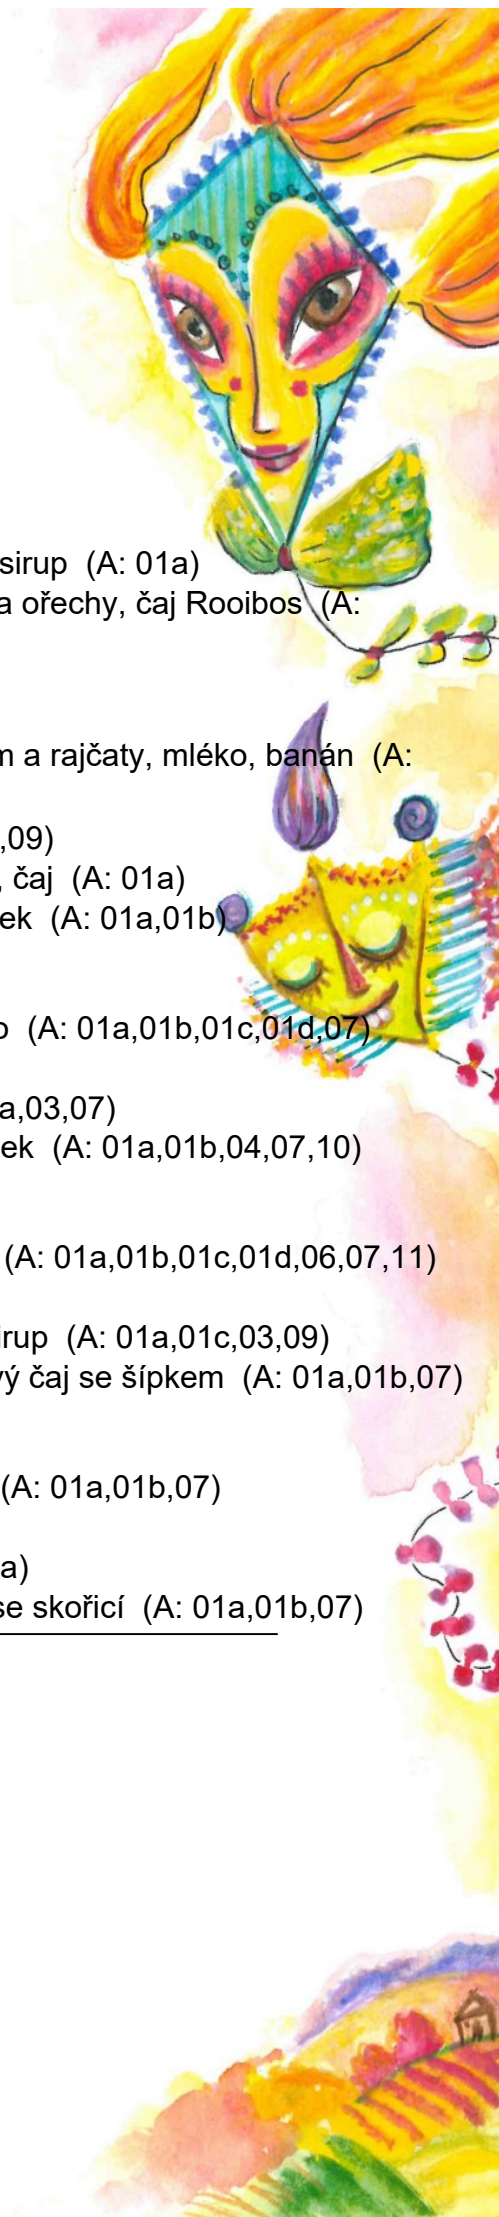 sirup (A: 01a)
a ořechy, čaj Rooibos (A:
m a rajčaty, mléko, banán (A:
,09)
, čaj (A: 01a)
ek (A: 01a,01b)
o (A: 01a,01b,01c,01d,07)
a,03,07)
ek (A: 01a,01b,04,07,10)
(A: 01a,01b,01c,01d,06,07,11)
irup (A: 01a,01c,03,09)
vý čaj se šípkem (A: 01a,01b,07)
(A: 01a,01b,07)
a)
se skořicí (A: 01a,01b,07)